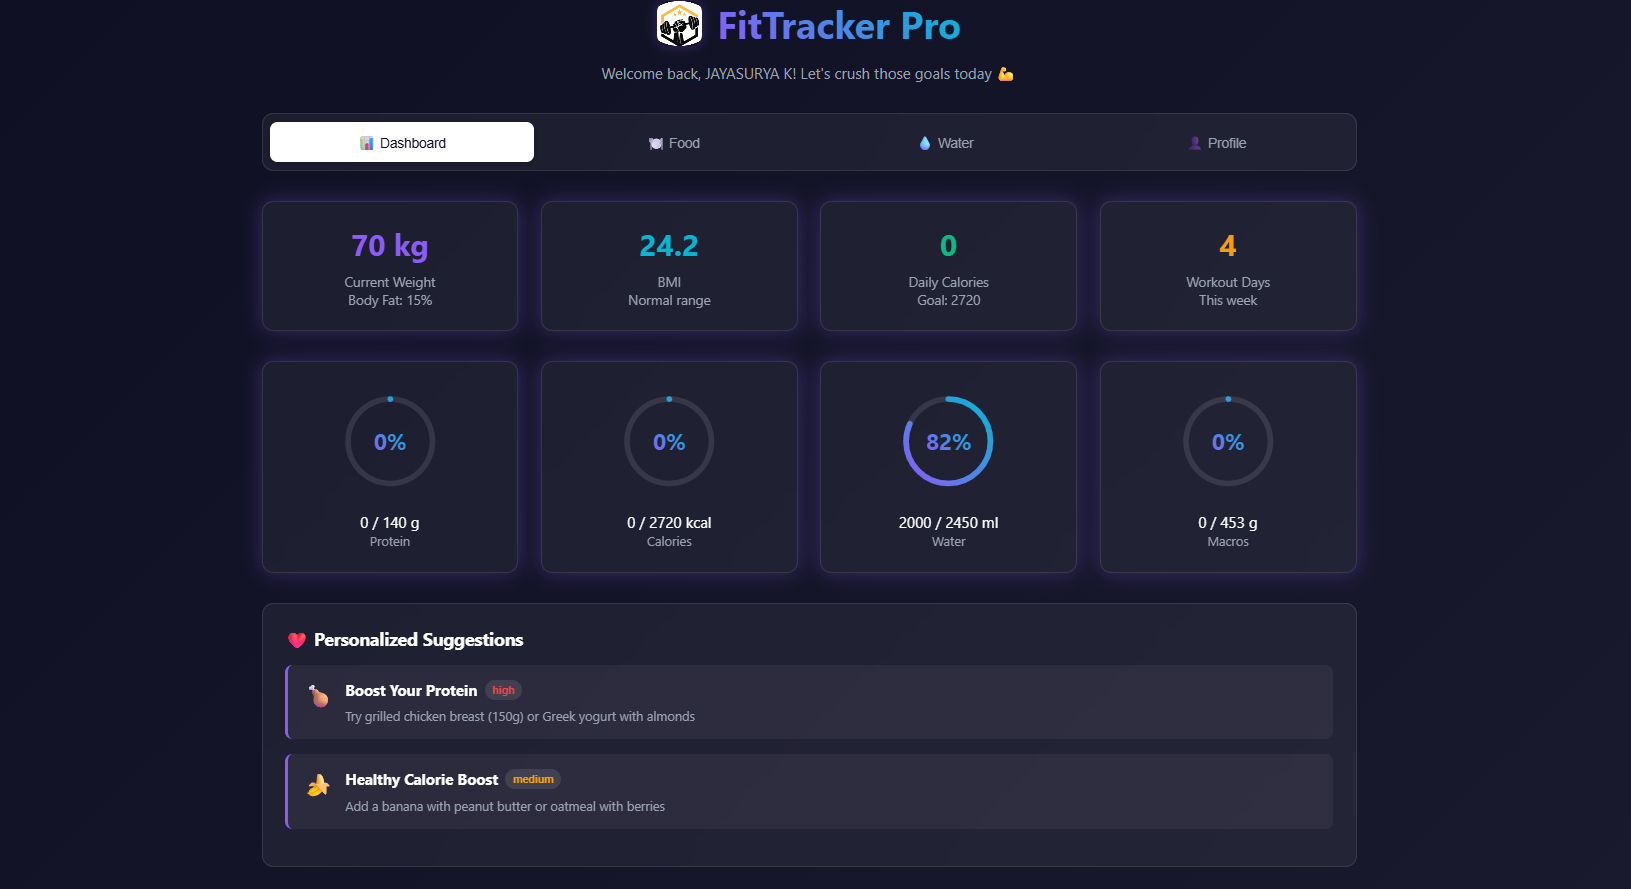 FitTracker Pro
Welcome back, JAYASURYA K! Let's crush those goals today 💪
📊 Dashboard
🍽️ Food
💧 Water
👤 Profile
70 kg
Current Weight
Body Fat: 15%
24.2
BMI
Normal range
0
Daily Calories
Goal: 2720
4
Workout Days
This week
0%
0 / 140 g
Protein
0%
0 / 2720 kcal
Calories
82%
2000 / 2450 ml
Water
0%
0 / 453 g
Macros
Personalized Suggestions
Boost Your Protein high
Try grilled chicken breast (150g) or Greek yogurt with almonds
Healthy Calorie Boost medium
Add a banana with peanut butter or oatmeal with berries